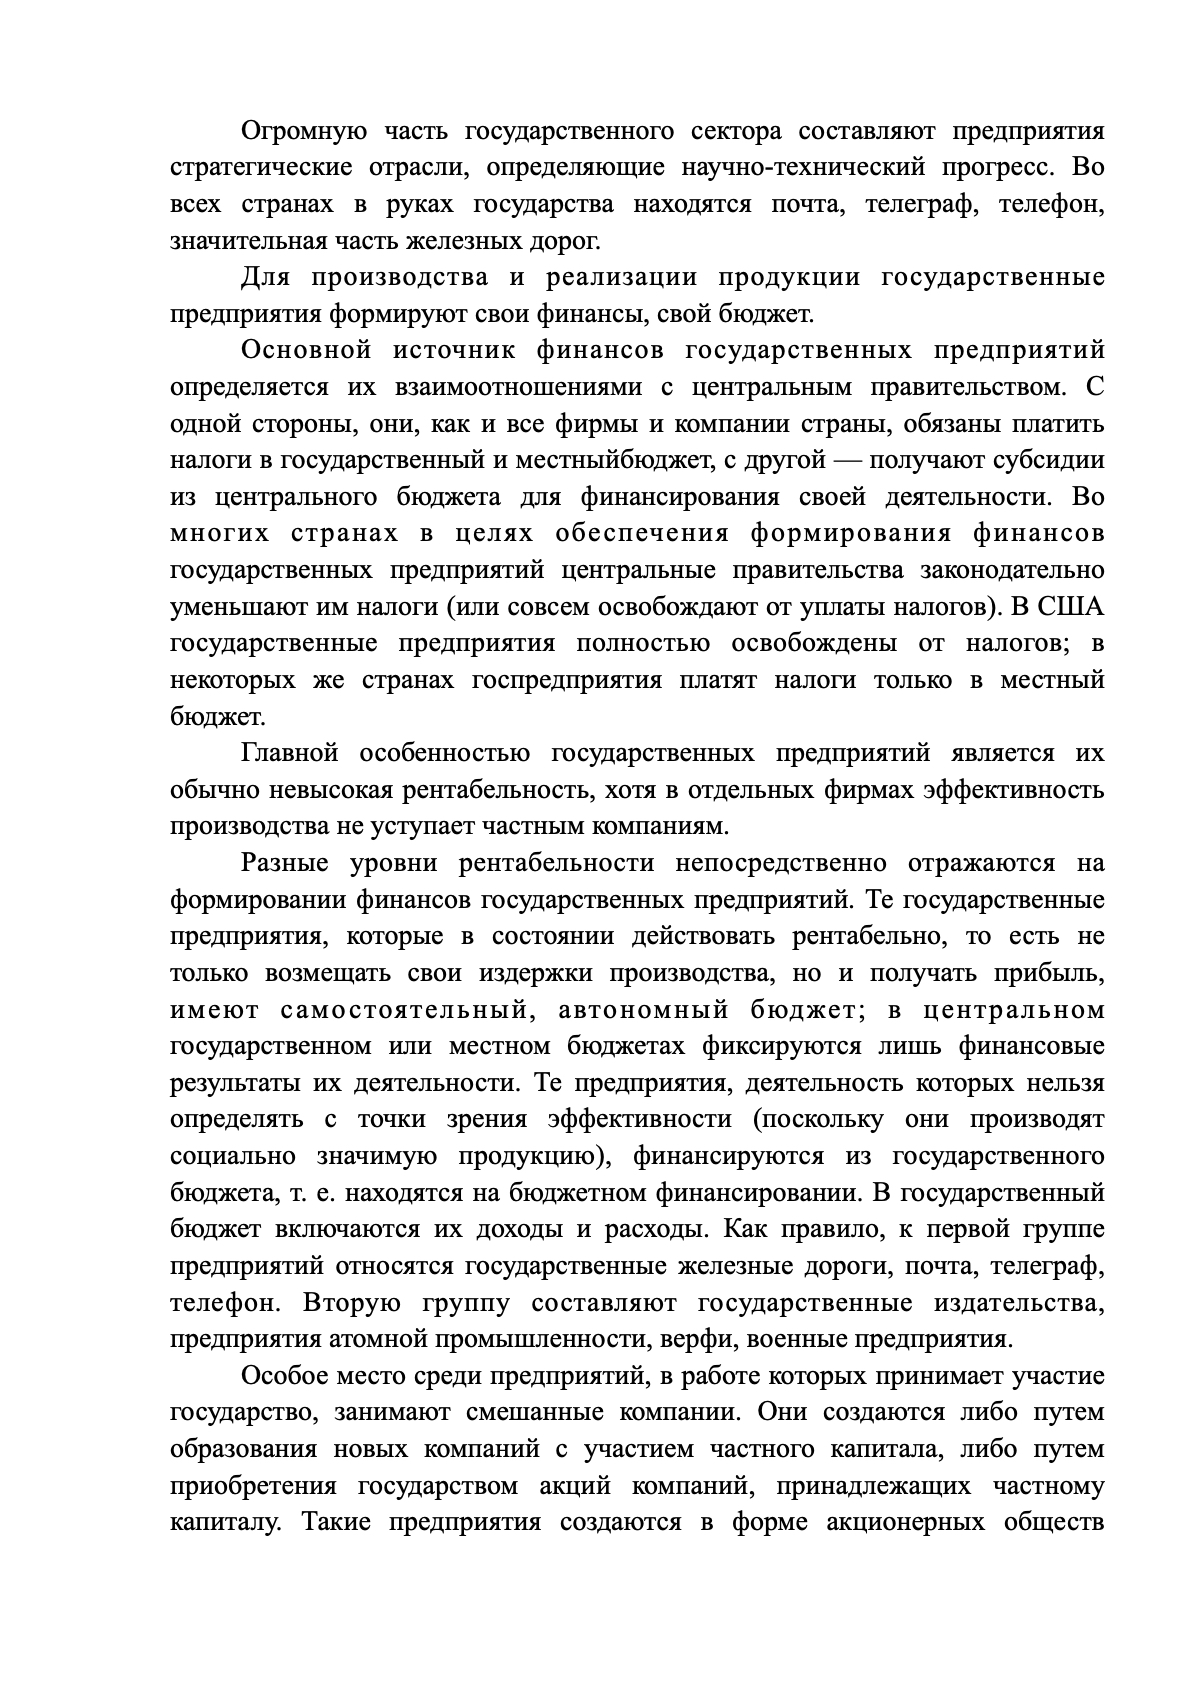 Огромную часть государственного сектора составляют предприятия
стратегические отрасли, определяющие научно-технический прогресс. Во
всех странах в руках государства находятся почта, телеграф, телефон,
значительная часть железных дорог.
Для производства и реализации продукции государственные
предприятия формируют свои финансы, свой бюджет.
Основной источник финансов государственных предприятий
определяется их взаимоотношениями с центральным правительством. С
одной стороны, они, как и все фирмы и компании страны, обязаны платить
налоги в государственный и местныйбюджет, с другой — получают субсидии
из центрального бюджета для финансирования своей деятельности. Во
многих странах в целях обеспечения формирования финансов
государственных предприятий центральные правительства законодательно
уменьшают им налоги (или совсем освобождают от уплаты налогов). В США
государственные предприятия полностью освобождены от налогов; в
некоторых же странах госпредприятия платят налоги только в местный
бюджет.
Главной особенностью государственных предприятий является их
обычно невысокая рентабельность, хотя в отдельных фирмах эффективность
производства не уступает частным компаниям.
Разные уровни рентабельности непосредственно отражаются на
формировании финансов государственных предприятий. Те государственные
предприятия, которые в состоянии действовать рентабельно, то есть не
только возмещать свои издержки производства, но и получать прибыль,
имеют самостоятельный, автономный бюджет; в центральном
государственном или местном бюджетах фиксируются лишь финансовые
результаты их деятельности. Те предприятия, деятельность которых нельзя
определять с точки зрения эффективности (поскольку они производят
социально значимую продукцию), финансируются из государственного
бюджета, т. е. находятся на бюджетном финансировании. В государственный
бюджет включаются их доходы и расходы. Как правило, к первой группе
предприятий относятся государственные железные дороги, почта, телеграф,
телефон. Вторую группу составляют государственные издательства,
предприятия атомной промышленности, верфи, военные предприятия.
Особое место среди предприятий, в работе которых принимает участие
государство, занимают смешанные компании. Они создаются либо путем
образования новых компаний с участием частного капитала, либо путем
приобретения государством акций компаний, принадлежащих частному
капиталу. Такие предприятия создаются в форме акционерных обществ